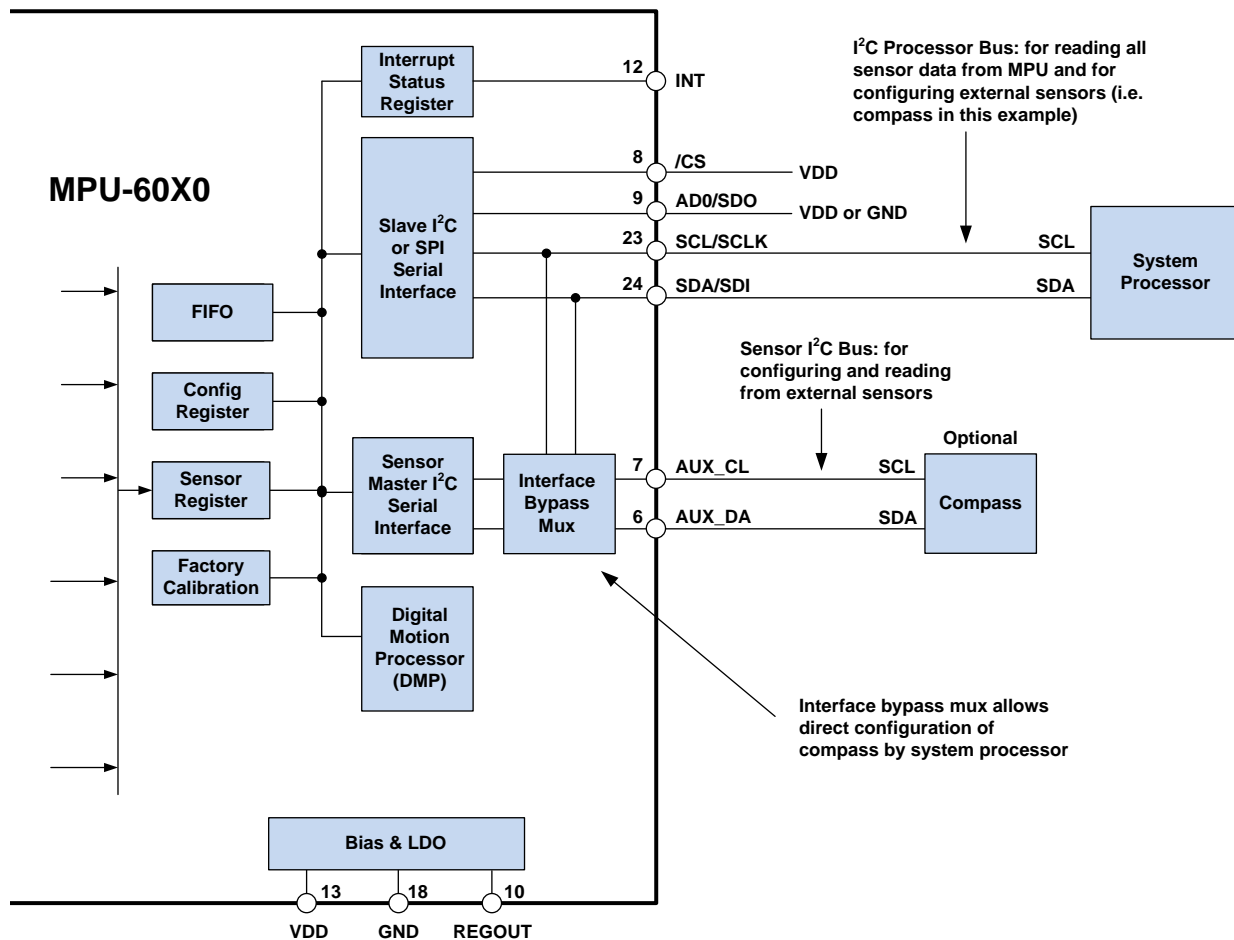 MPU-60X0
Interrupt
Status
Register
12
INT
I²C Processor Bus: for reading all
sensor data from MPU and for
configuring external sensors (i.e.
compass in this example)
Slave I²C
or SPI
Serial
Interface
8
/CS
VDD
9
AD0/SDO
VDD or GND
23
SCL/SCLK
SCL
24
SDA/SDI
SDA
System
Processor
FIFO
Config
Register
Sensor
Register
Factory
Calibration
Sensor I²C Bus: for
configuring and reading
from external sensors
Sensor
Master I²C
Serial
Interface
Interface
Bypass
Mux
7
AUX_CL
SCL
6
AUX_DA
SDA
Optional
Compass
Digital
Motion
Processor
(DMP)
Interface bypass mux allows
direct configuration of
compass by system processor
Bias & LDO
13
18
10
VDD
GND
REGOUT